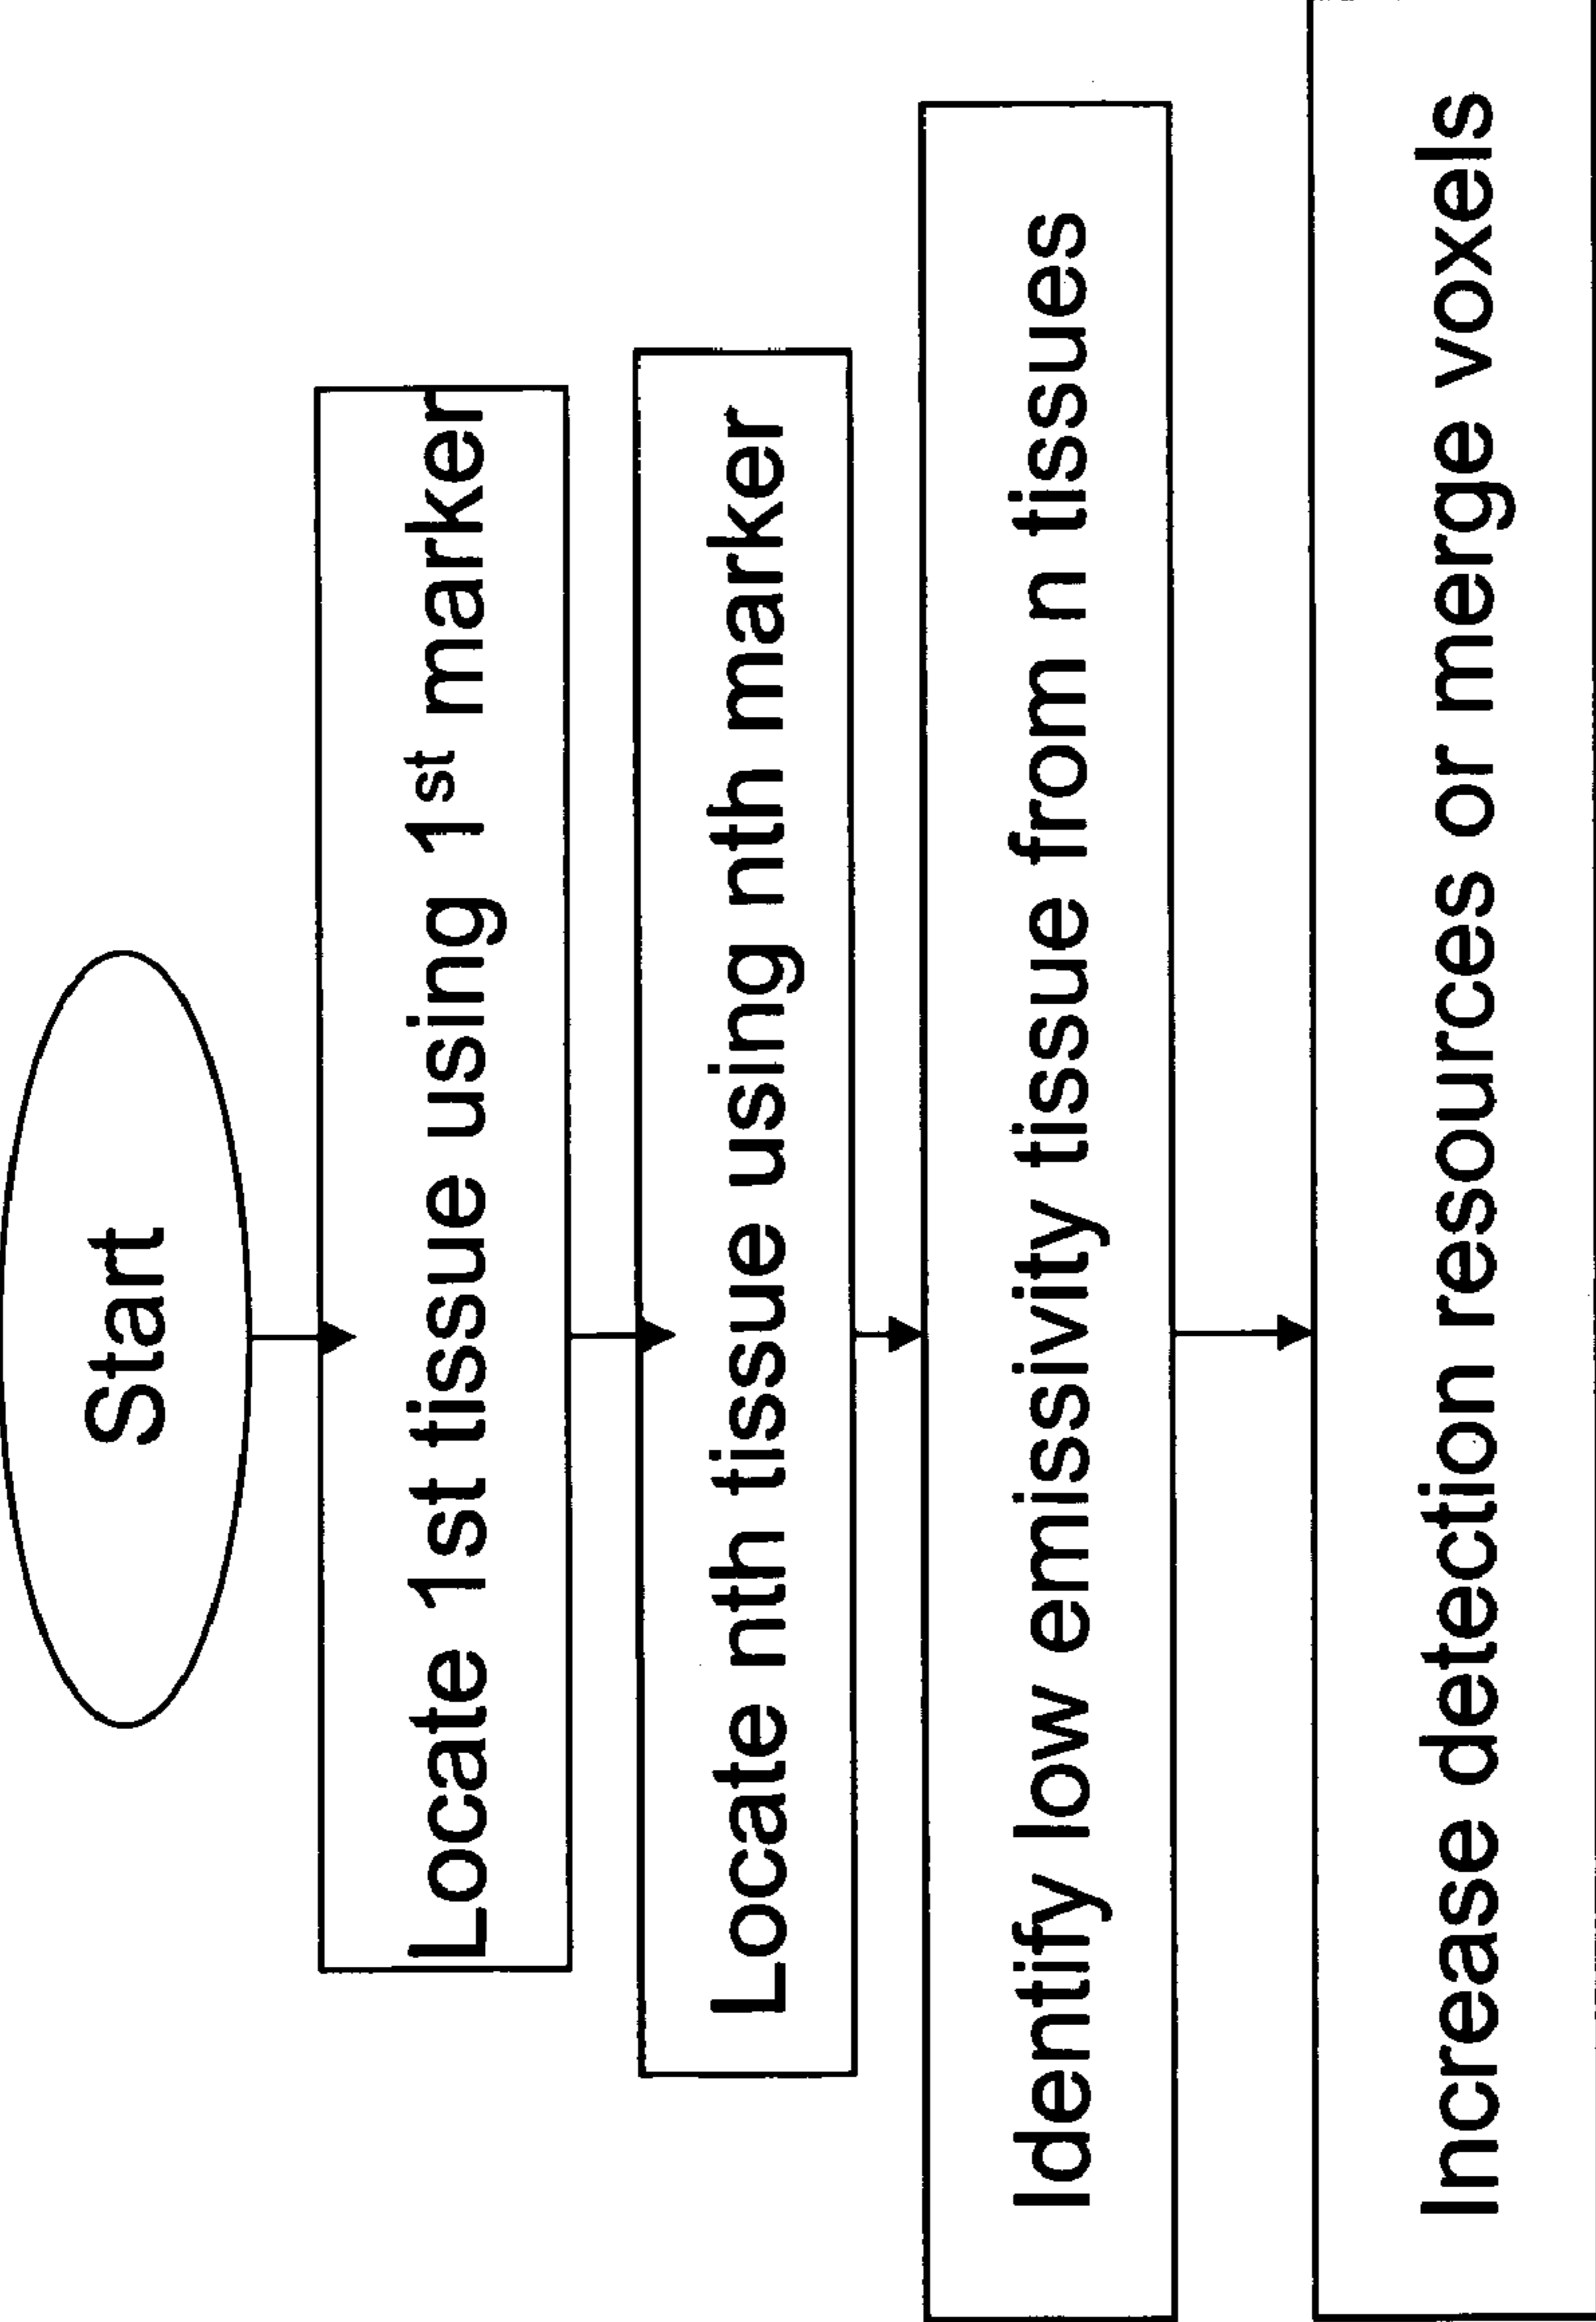 Start
Locate 1st tissue using 1st marker
Locate nth tissue using nth marker
Identify low emissivity tissue from n tissues
Increase detection resources or merge voxels